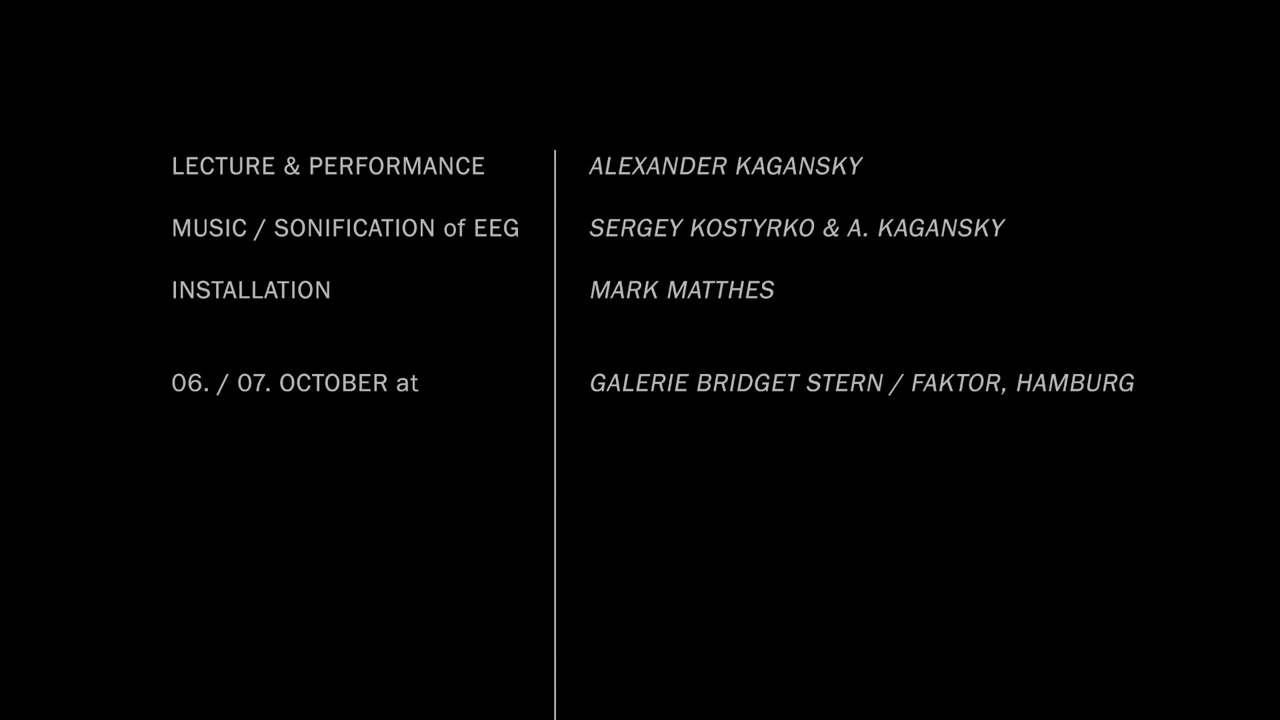 LECTURE & PERFORMANCE ALEXANDER KAGANSKY
MUSIC / SONIFICATION of EEG SERGEY KOSTYRKO & A. KAGANSKY
INSTALLATION MARK MATTHES
06. / 07. OCTOBER at GALERIE BRIDGET STERN / FAKTOR, HAMBURG